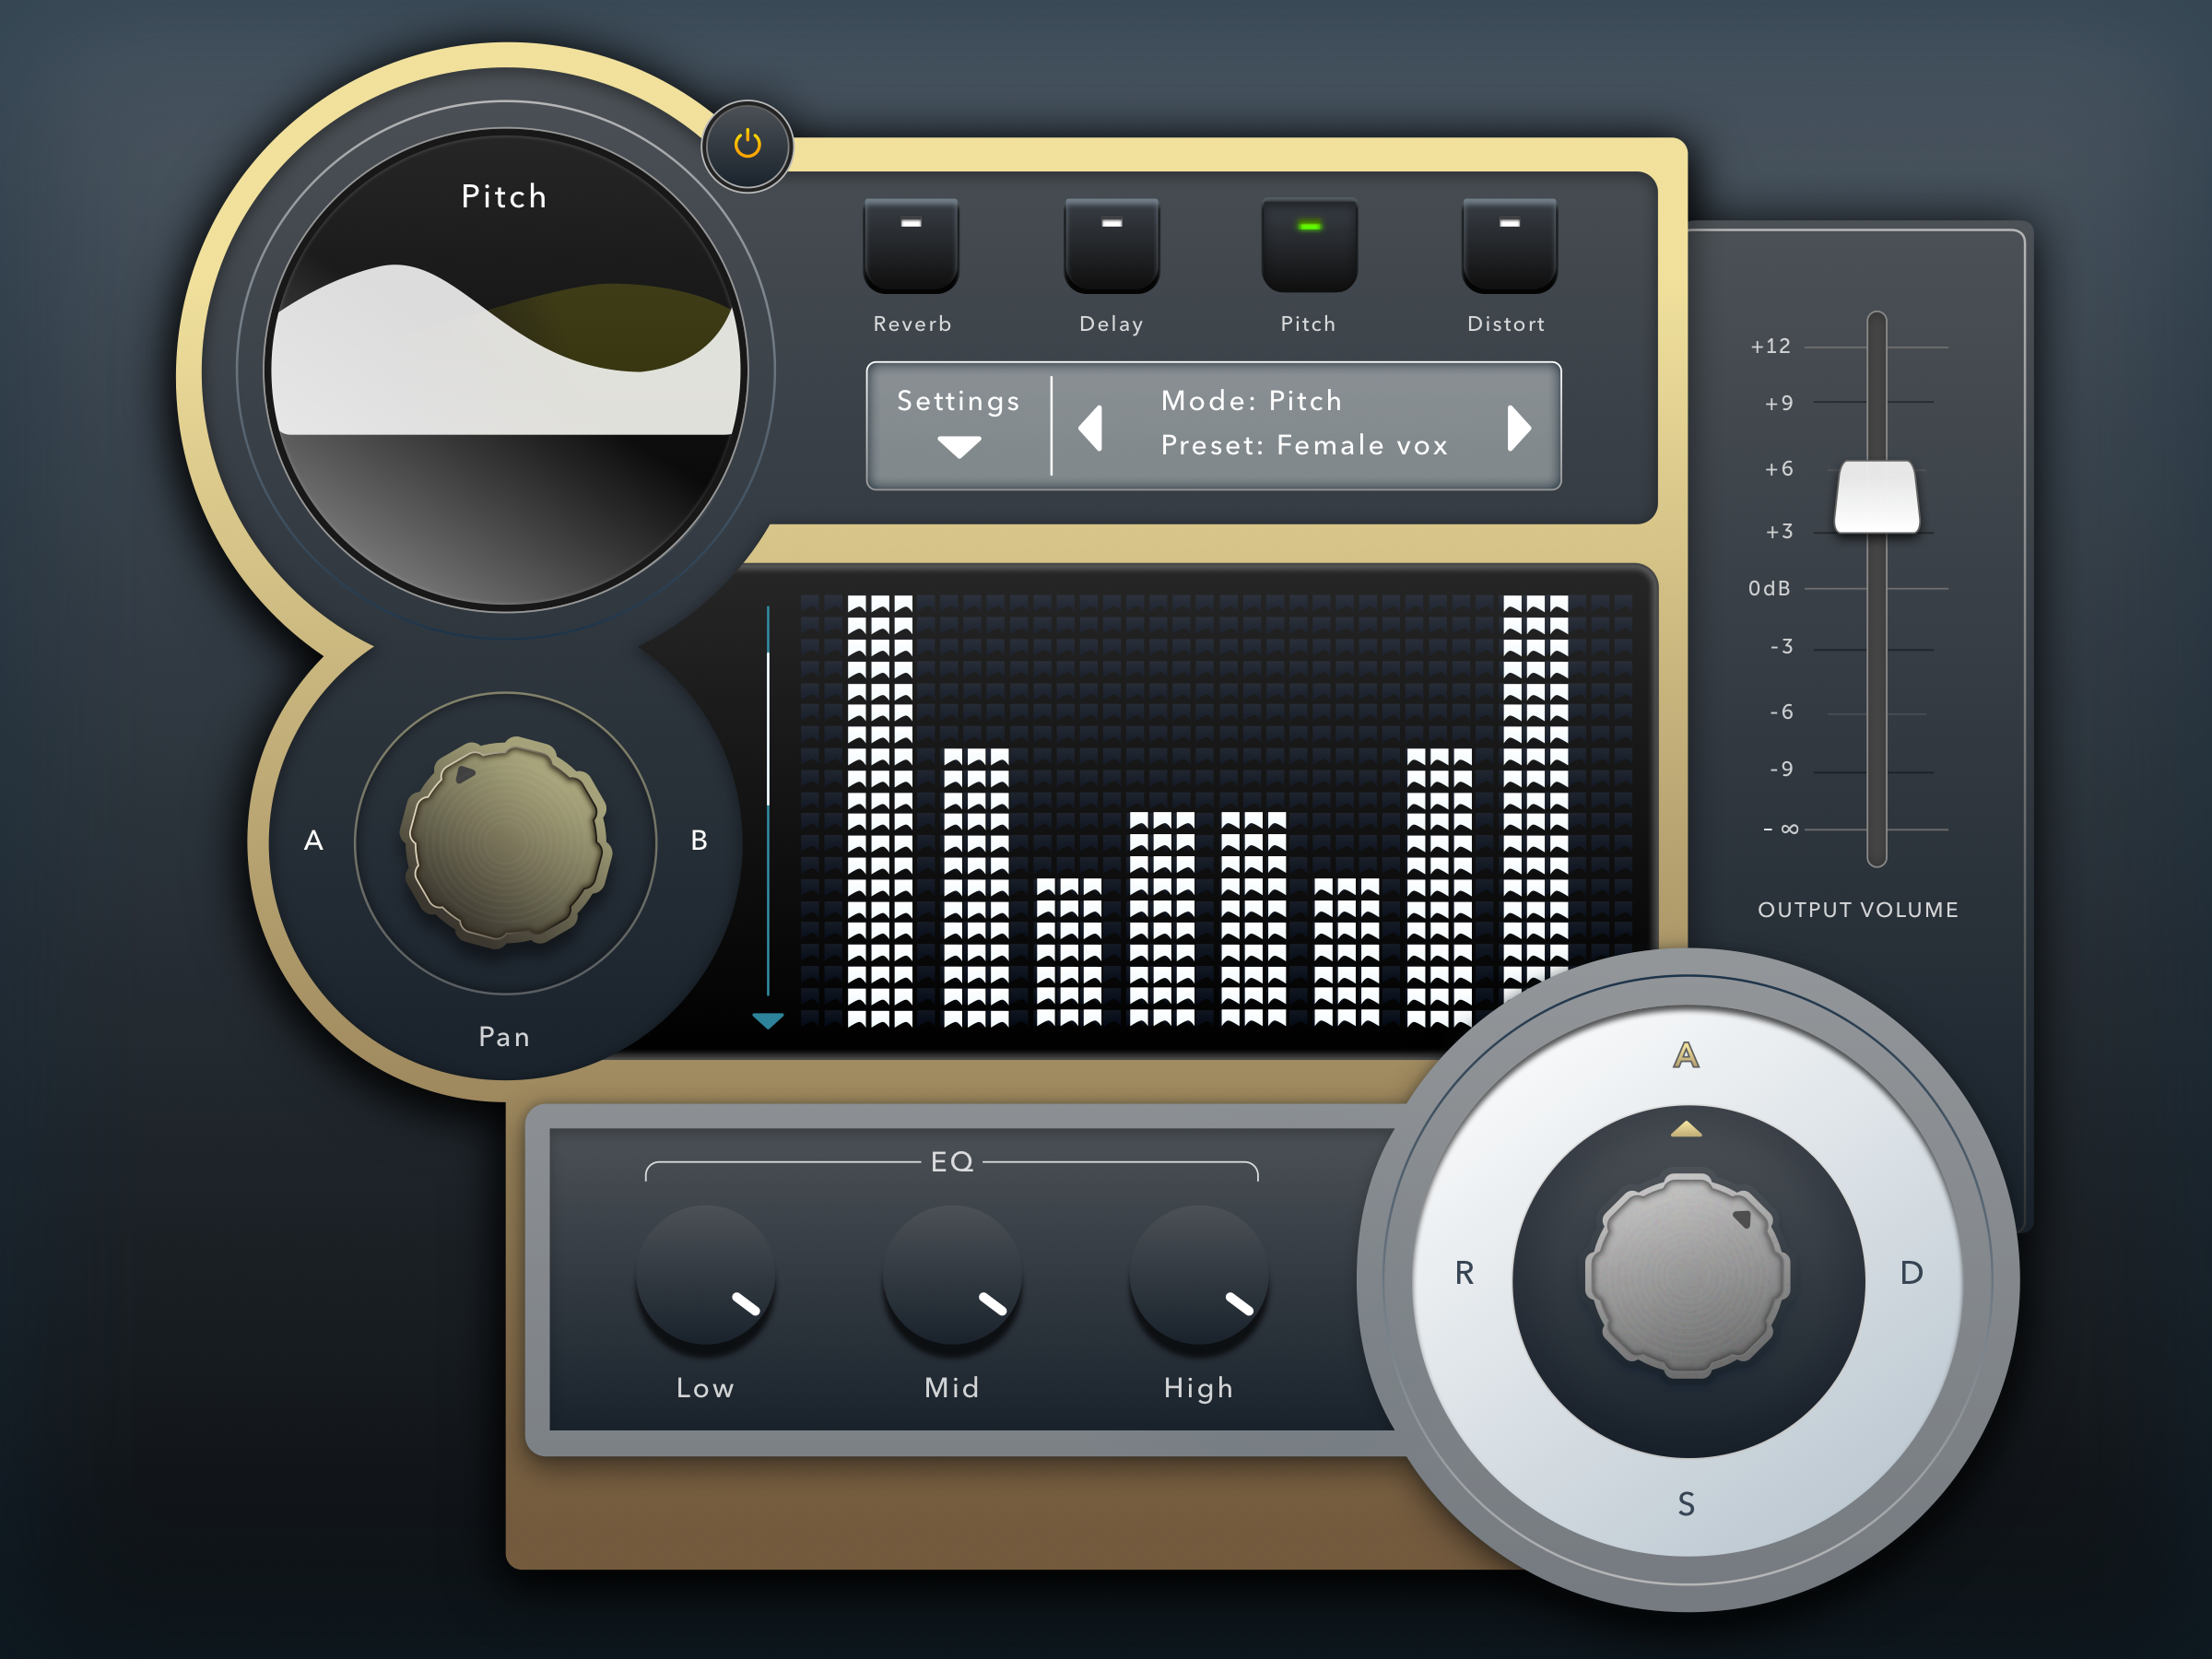 Pitch
Reverb
Delay
Pitch
Distort
Settings
Mode: Pitch
Preset: Female vox
+12
+9
+6
+3
0dB
-3
-6
-9
- ∞
OUTPUT VOLUME
A
B
Pan
EQ
Low
Mid
High
A
R
D
S